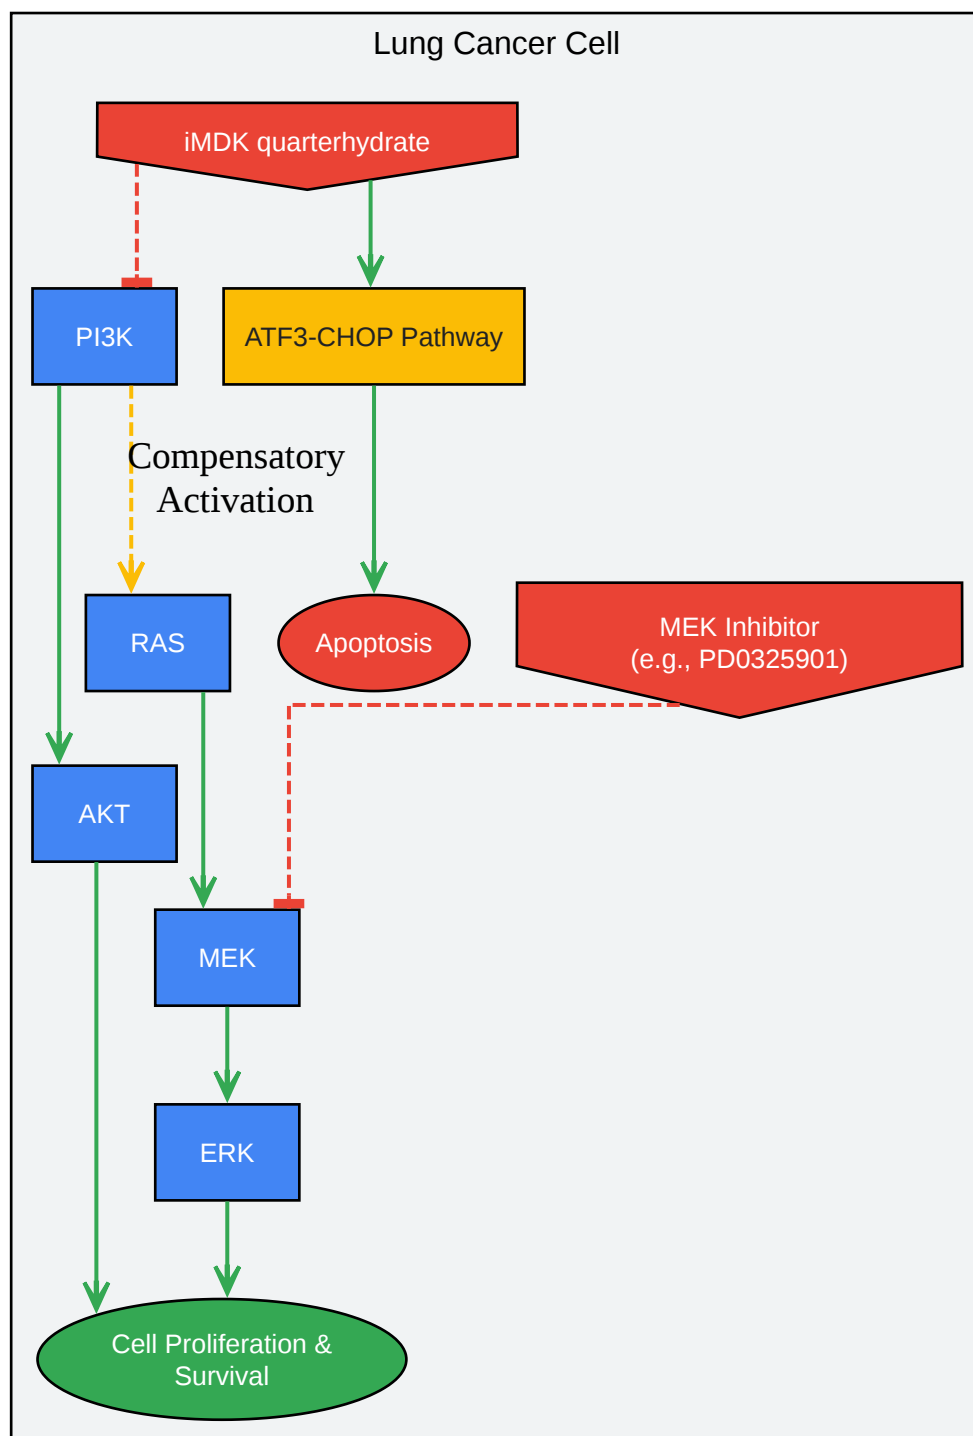 Lung Cancer Cell
iMDK quarterhydrate
PI3K
ATF3-CHOP Pathway
Compensatory
Activation
RAS
Apoptosis
MEK Inhibitor
(e.g., PD0325901)
AKT
MEK
ERK
Cell Proliferation &
Survival